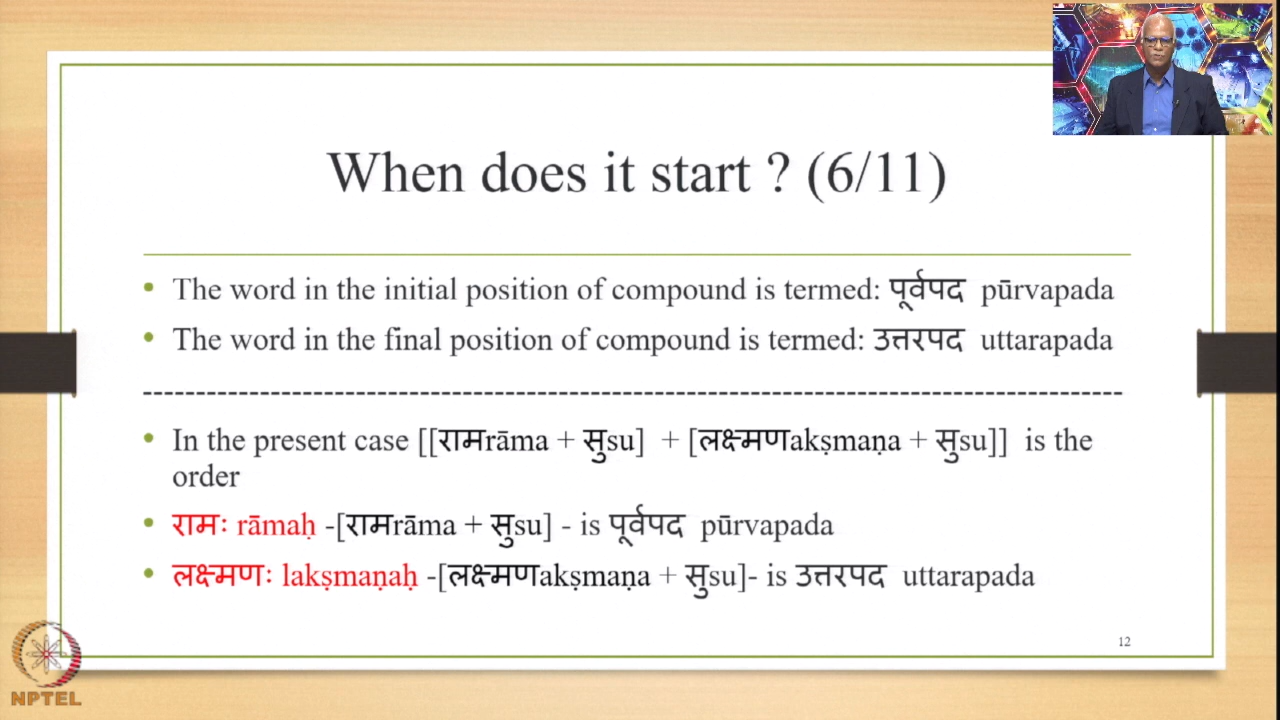 When does it start ? (6/11)
• The word in the initial position of compound is termed: पूर्वपद pūrvapada
• The word in the final position of compound is termed: उत्तरपद uttarapada
--------------------------------------------------------------------------------
• In the present case [[रामrāma + सुsu] + [लक्ष्मणakṣmaṇa + सुsu]] is the
order
• रामः rāmaḥ -[रामrāma + सुsu] - is पूर्वपद pūrvapada
• लक्ष्मणः lakṣmaṇaḥ -[लक्ष्मणakṣmaṇa + सुsu]- is उत्तरपद uttarapada
12
NPTEL